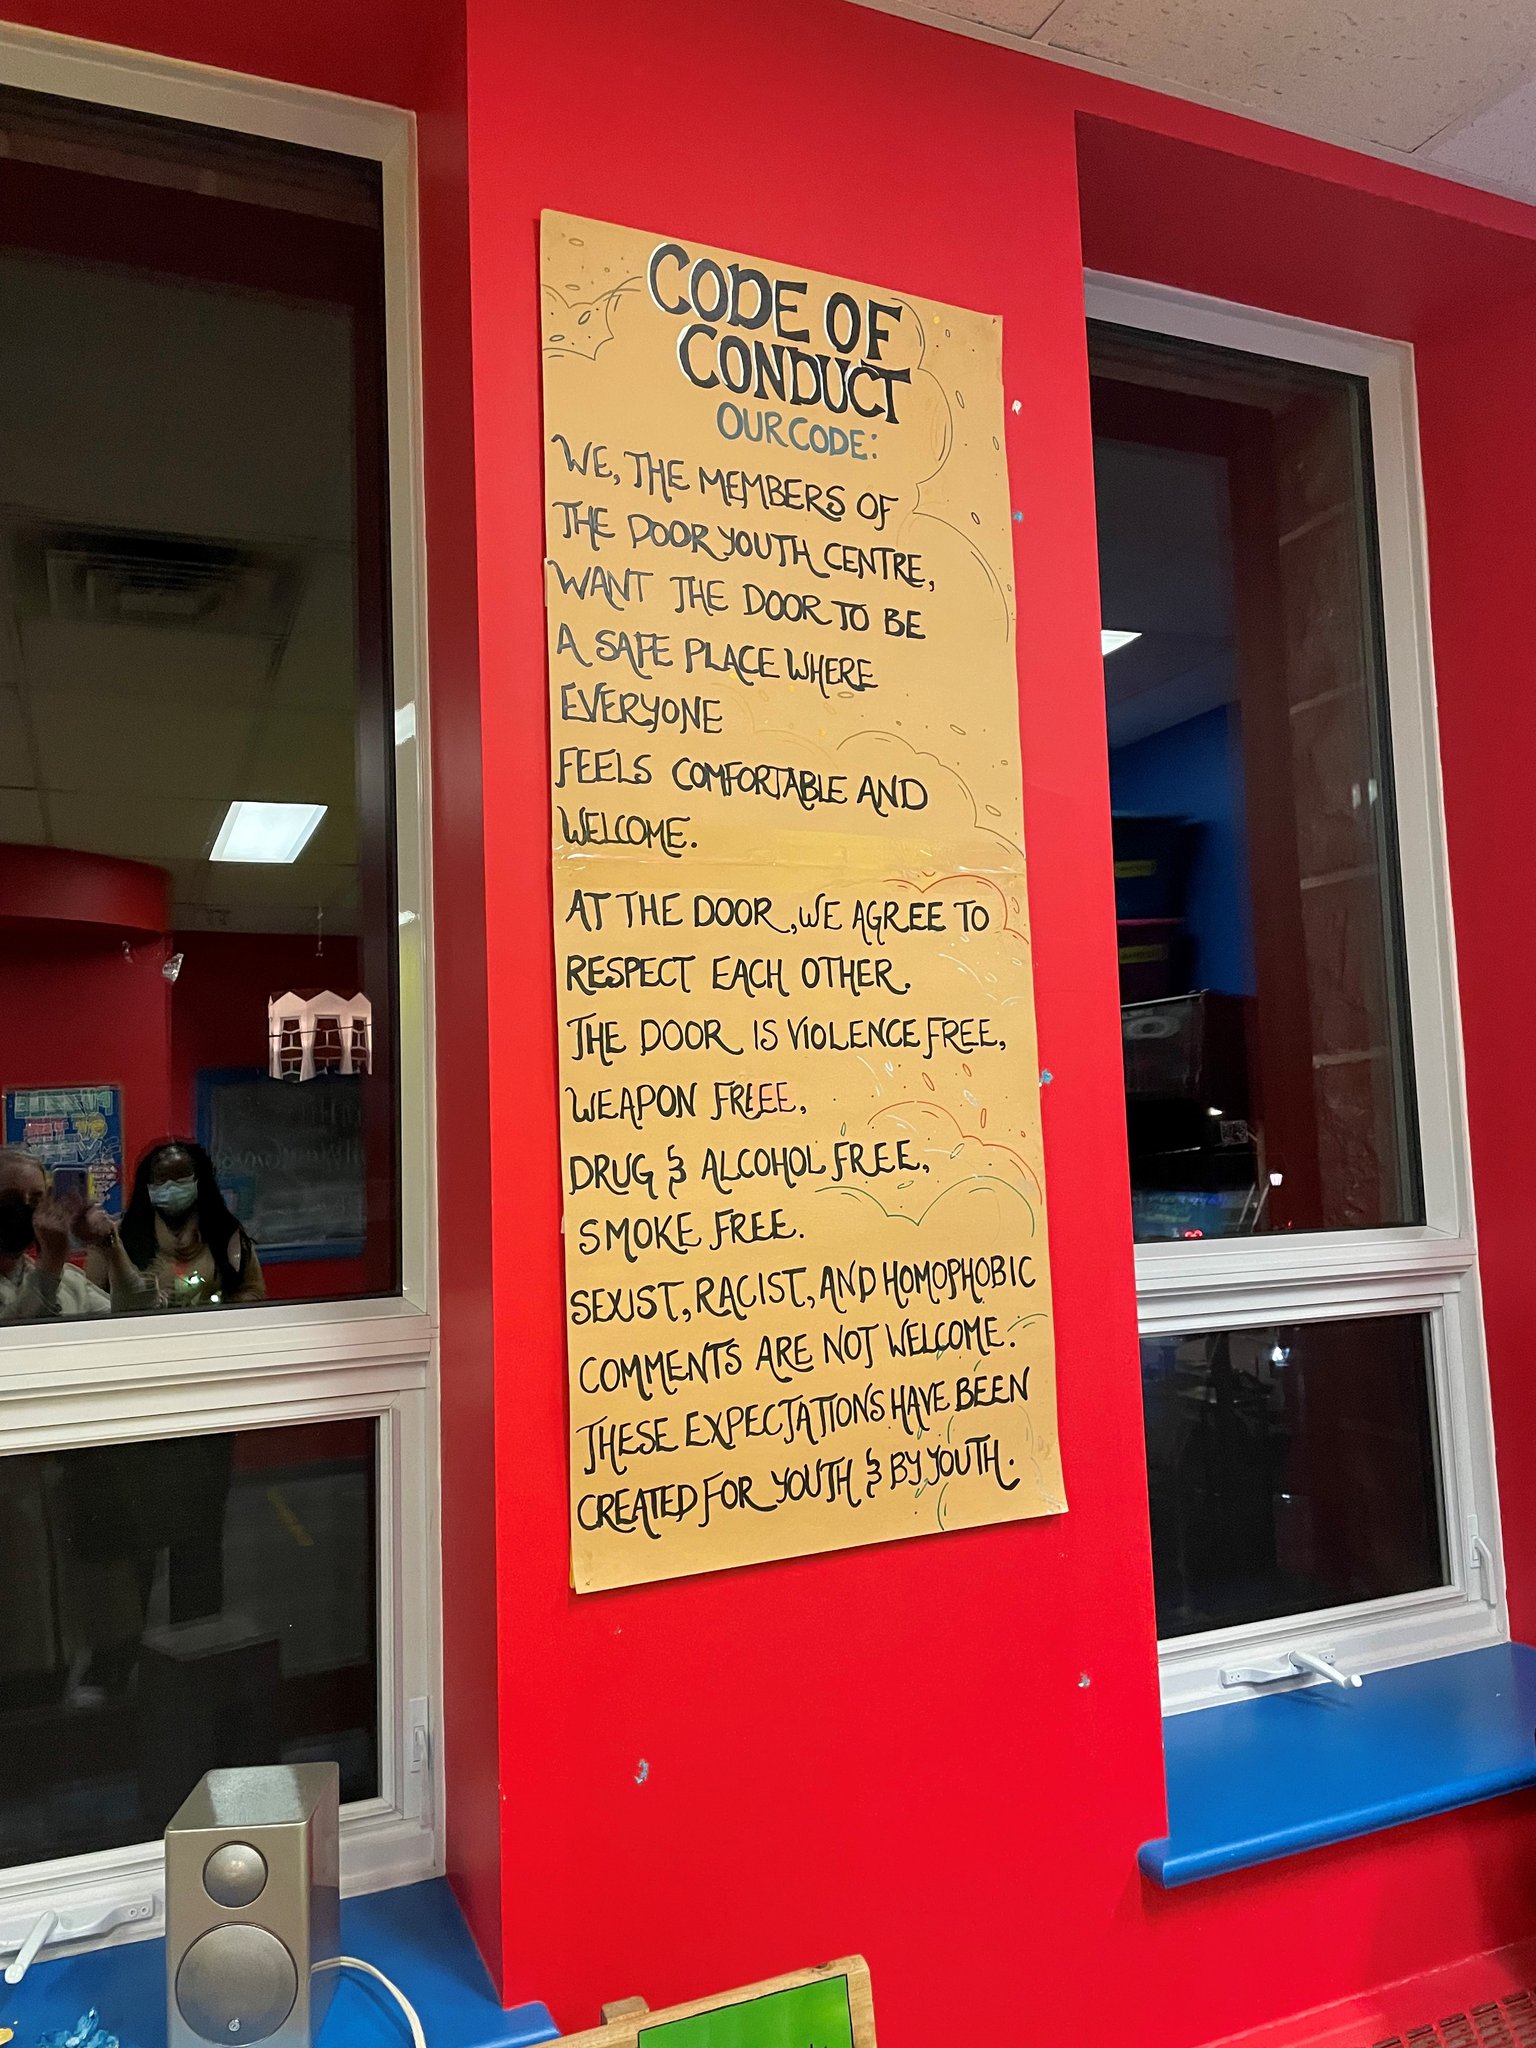 CODE OF
CONDUCT
OUR CODE:
WE, THE MEMBERS OF
THE DOOR YOUTH CENTRE,
WANT THE DOOR TO BE
A SAFE PLACE WHERE
EVERYONE
FEELS COMFORTABLE AND
WELCOME.
AT THE DOOR, WE AGREE TO
RESPECT EACH OTHER.
THE DOOR IS VIOLENCE FREE,
WEAPON FREEE,
DRUG & ALCOHOL FREE,
SMOKE FREE.
SEXIST, RACIST, AND HOMOPHOBIC
COMMENTS ARE NOT WELCOME.
THESE EXPECTATIONS HAVE BEEN
CREATED FOR YOUTH & BY YOUTH.